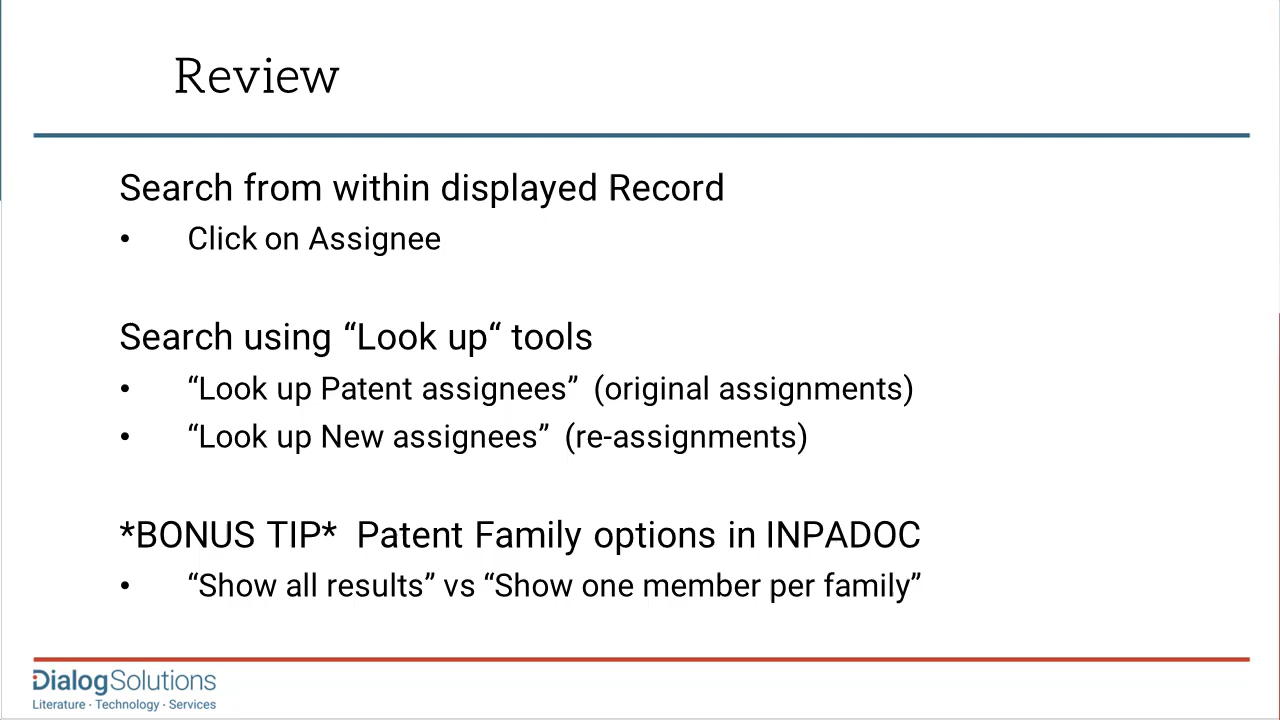 Review
Search from within displayed Record
• Click on Assignee
Search using “Look up“ tools
• “Look up Patent assignees” (original assignments)
• “Look up New assignees” (re-assignments)
*BONUS TIP* Patent Family options in INPADOC
• “Show all results” vs “Show one member per family”
DialogSolutions
Literature · Technology · Services